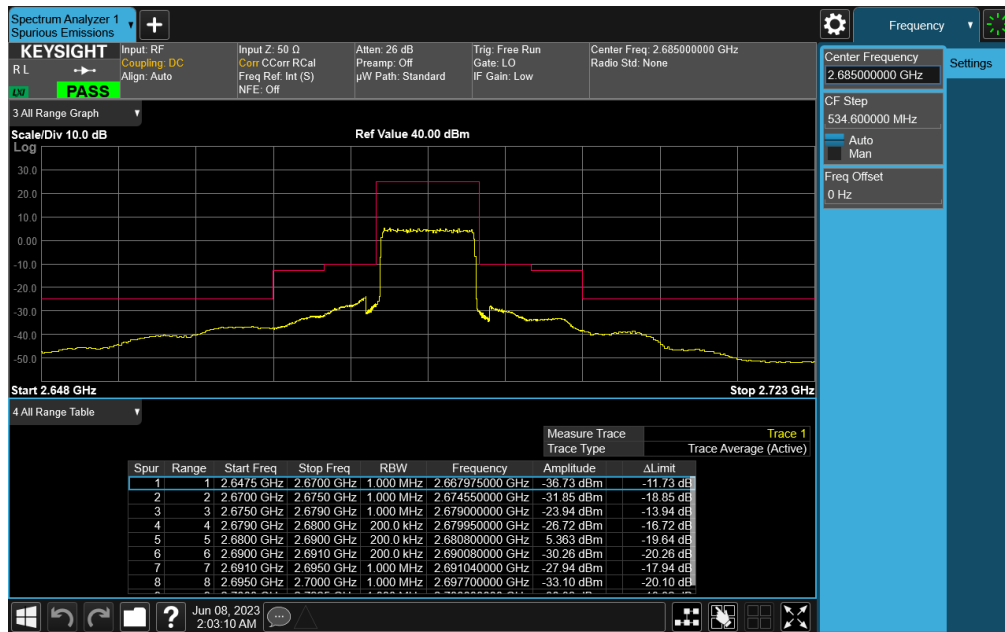 Spectrum Analyzer 1
Spurious Emissions
+
Frequency
KEYSIGHT
R L
LXI
PASS
Input: RF
Coupling: DC
Align: Auto
Input Z: 50 Ω
Corr CCorr RCal
Freq Ref: Int (S)
NFE: Off
Atten: 26 dB
Preamp: Off
µW Path: Standard
Trig: Free Run
Gate: LO
IF Gain: Low
Center Freq: 2.685000000 GHz
Radio Std: None
Center Frequency
2.685000000 GHz
Settings
CF Step
534.600000 MHz
Auto
Man
Freq Offset
0 Hz
3 All Range Graph
Scale/Div 10.0 dB
Ref Value 40.00 dBm
Log
30.0
20.0
10.0
0.00
-10.0
-20.0
-30.0
-40.0
-50.0
Start 2.648 GHz
Stop 2.723 GHz
4 All Range Table
Measure Trace Trace 1
Trace Type Trace Average (Active)
Spur Range Start Freq Stop Freq RBW Frequency Amplitude ΔLimit
1 1 2.6475 GHz 2.6700 GHz 1.000 MHz 2.667975000 GHz -36.73 dBm -11.73 dB
2 2 2.6700 GHz 2.6750 GHz 1.000 MHz 2.674550000 GHz -31.85 dBm -18.85 dB
3 3 2.6750 GHz 2.6790 GHz 1.000 MHz 2.679000000 GHz -23.94 dBm -13.94 dB
4 4 2.6790 GHz 2.6800 GHz 200.0 kHz 2.679950000 GHz -26.72 dBm -16.72 dB
5 5 2.6800 GHz 2.6900 GHz 200.0 kHz 2.680800000 GHz 5.363 dBm -19.64 dB
6 6 2.6900 GHz 2.6910 GHz 200.0 kHz 2.690080000 GHz -30.26 dBm -20.26 dB
7 7 2.6910 GHz 2.6950 GHz 1.000 MHz 2.691040000 GHz -27.94 dBm -17.94 dB
8 8 2.6950 GHz 2.7000 GHz 1.000 MHz 2.697700000 GHz -33.10 dBm -20.10 dB
?
Jun 08, 2023
2:03:10 AM